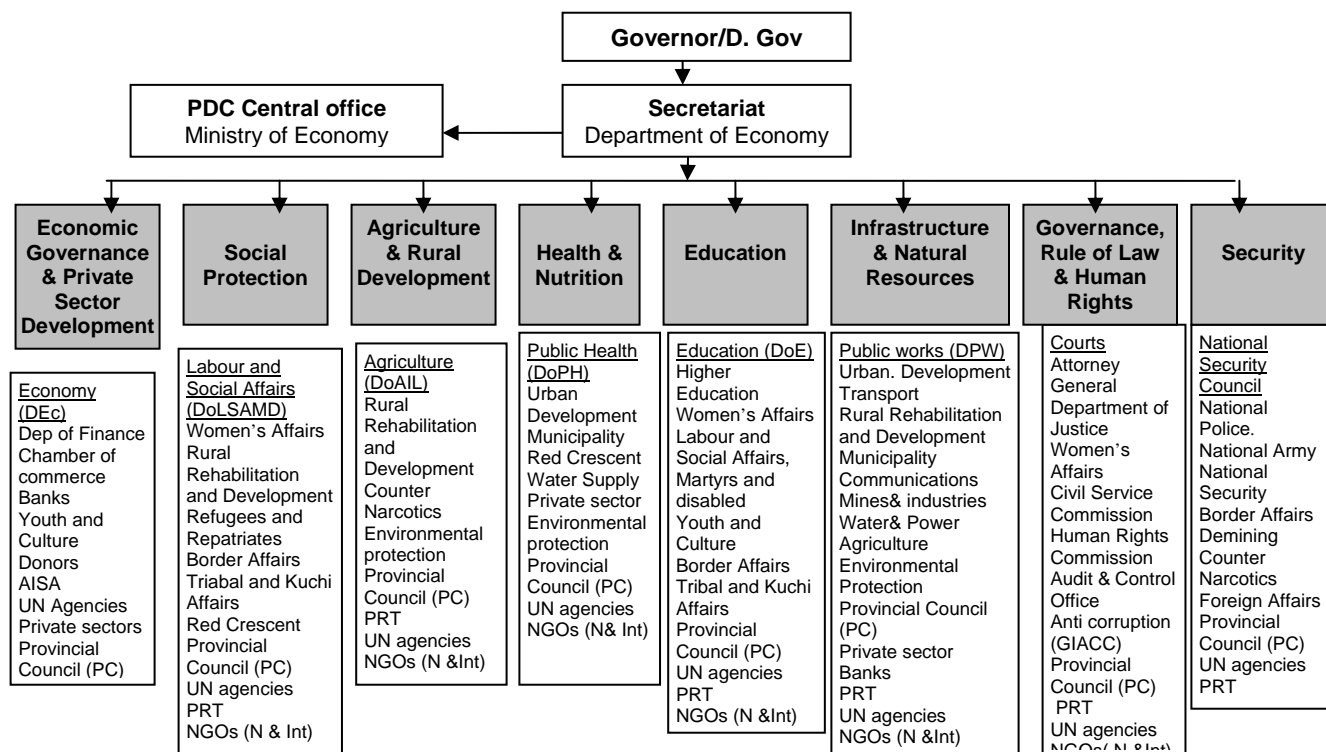 Governor/D. Gov
PDC Central office
Ministry of Economy
Secretariat
Department of Economy
Economic
Governance
& Private
Sector
Development
Social
Protection
Agriculture
& Rural
Development
Health &
Nutrition
Education
Infrastructure
& Natural
Resources
Governance,
Rule of Law
& Human
Rights
Security
Economy
(DEc)
Dep of Finance
Chamber of
commerce
Banks
Youth and
Culture
Donors
AISA
UN Agencies
Private sectors
Provincial
Council (PC)
Labour and
Social Affairs
(DoLSAMD)
Women's Affairs
Rural
Rehabilitation
and Development
Refugees and
Repatriates
Border Affairs
Triabal and Kuchi
Affairs
Red Crescent
Provincial
Council (PC)
UN agencies
PRT
NGOs (N & Int)
Agriculture
(DoAIL)
Rural
Rehabilitation
and
Development
Counter
Narcotics
Environmental
protection
Provincial
Council (PC)
PRT
UN agencies
NGOs (N &Int)
Public Health
(DoPH)
Urban
Development
Municipality
Red Crescent
Water Supply
Private sector
Environmental
protection
Provincial
Council (PC)
UN agencies
NGOs (N& Int)
Education (DoE)
Higher
Education
Women's Affairs
Labour and
Social Affairs,
Martyrs and
disabled
Youth and
Culture
Border Affairs
Tribal and Kuchi
Affairs
Provincial
Council (PC)
UN agencies
PRT
NGOs (N &Int)
Public works (DPW)
Urban. Development
Transport
Rural Rehabilitation
and Development
Municipality
Communications
Mines& industries
Water& Power
Agriculture
Environmental
Protection
Provincial Council
(PC)
Private sector
Banks
PRT
UN agencies
NGOs (N &Int)
Courts
Attorney
General
Department of
Justice
Women's
Affairs
Civil Service
Commission
Human Rights
Commission
Audit & Control
Office
Anti corruption
(GIACC)
Provincial
Council (PC)
PRT
UN agencies
NGOs( N &Int)
National
Security
Council
National
Police.
National Army
National
Security
Border Affairs
Demining
Counter
Narcotics
Foreign Affairs
Provincial
Council (PC)
UN agencies
PRT